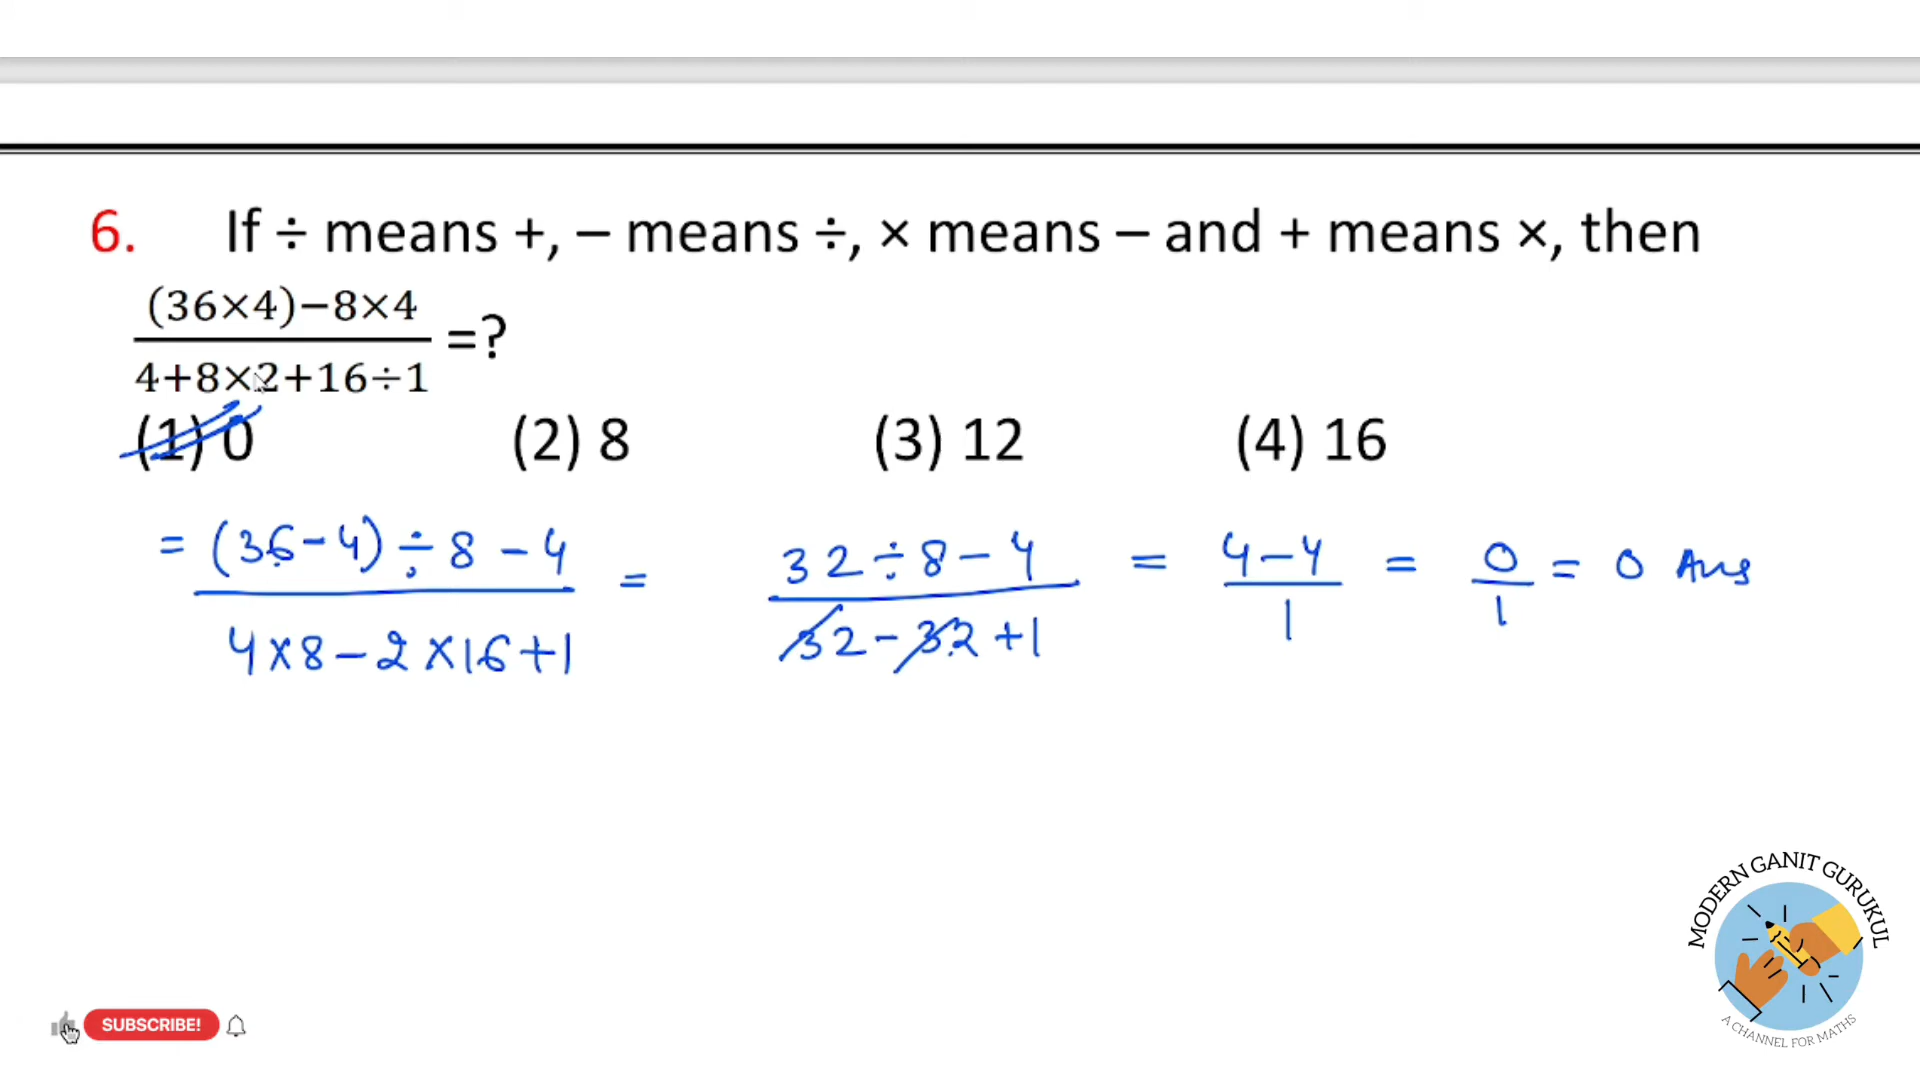 6. If ÷ means +, – means ÷, × means – and + means ×, then
(36×4)−8×4
4+8×2+16÷1
=?
(1) 0 (2) 8 (3) 12 (4) 16
= (36-4) ÷ 8 - 4 = 32 ÷ 8 - 4 = 4-4 = 0 = 0 Ans
4×8-2×16+1 32-32+1 1 1
MODERN GANIT GURUKUL
A CHANNEL FOR MATHS
SUBSCRIBE!